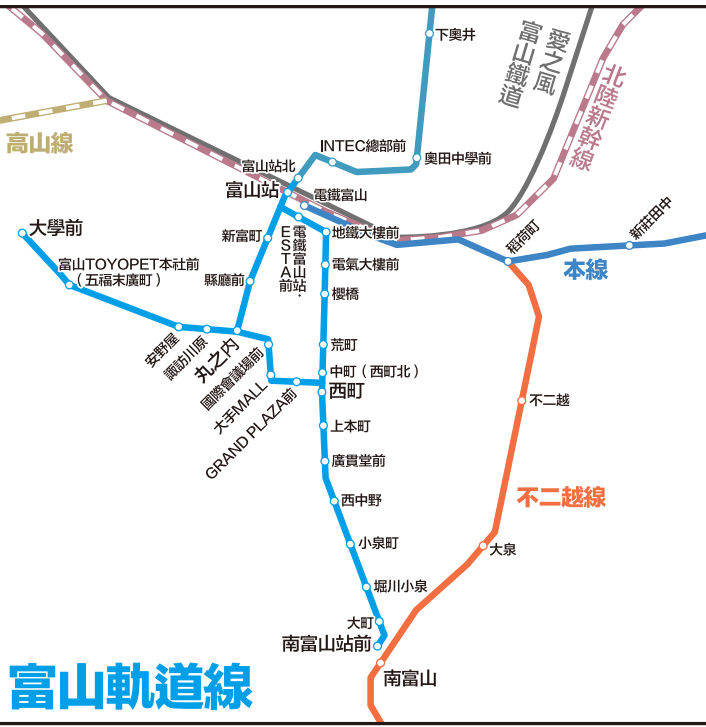 下奧井
愛之風
富山鐵道
北陸新幹線
高山線
INTEC總部前
奧田中學前
富山站北
富山站
電鐵富山
大學前
新富町
電鐵富山站·
ESTA前
地鐵大樓前
稻荷町
新莊田中
本線
富山TOYOPET本社前
（五福末廣町）
電氣大樓前
縣廳前
櫻橋
安野屋
諏訪川原
丸之内
國際會議場前
大手MALL
GRAND PLAZA前
荒町
中町（西町北）
西町
不二越
上本町
廣貫堂前
西中野
不二越線
小泉町
大泉
堀川小泉
大町
南富山站前
南富山
富山軌道線